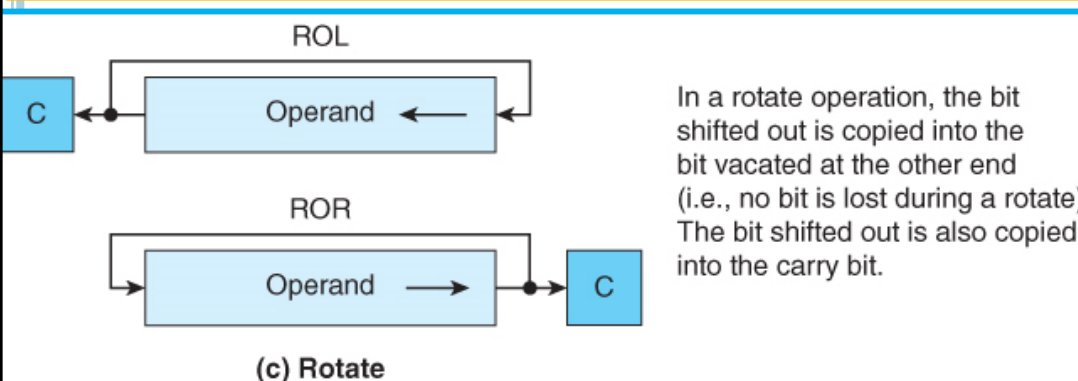 ROL
C
Operand
In a rotate operation, the bit
shifted out is copied into the
bit vacated at the other end
(i.e., no bit is lost during a rotate)
The bit shifted out is also copied
into the carry bit.
ROR
Operand
C
(c) Rotate